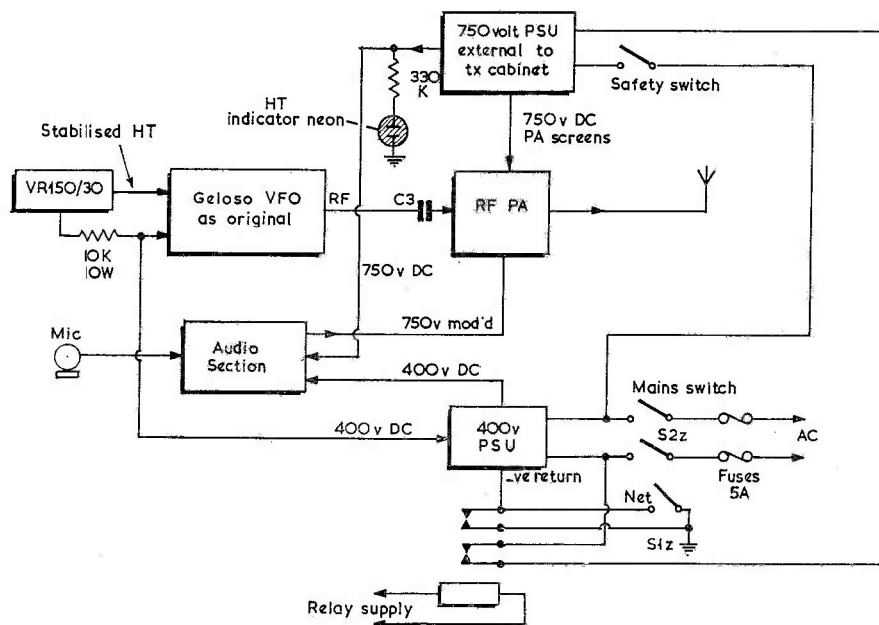 750volt PSU
external to
tx cabinet
Safety switch
330
K
HT
indicator neon
750v DC
PA screens
Stabilised HT
VR150/30
Geloso VFO
as original
RF
C3
RF PA
10K
10W
750v DC
Mic
Audio
Section
750v mod'd
400v DC
Mains switch
400v DC
400v
PSU
S2z
AC
Fuses
5A
-ve return
Net
S1z
Relay supply